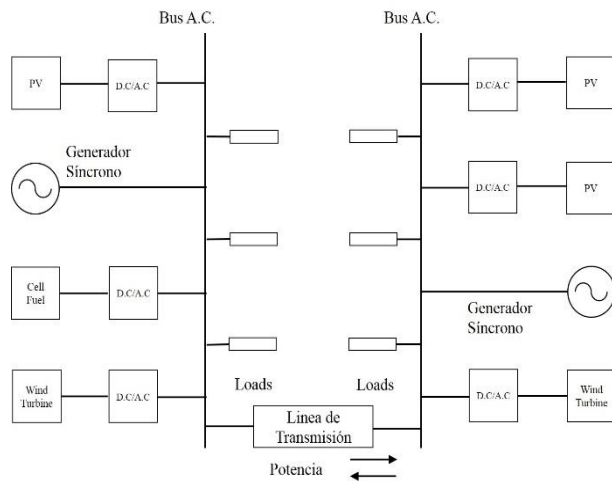 Bus A.C.
Bus A.C.
PV
D.C/A.C
D.C/A.C
PV
Generador
Síncrono
D.C/A.C
PV
Cell
Fuel
D.C/A.C
Generador
Síncrono
Wind
Turbine
D.C/A.C
Loads
Loads
D.C/A.C
Wind
Turbine
Linea de
Transmisión
Potencia